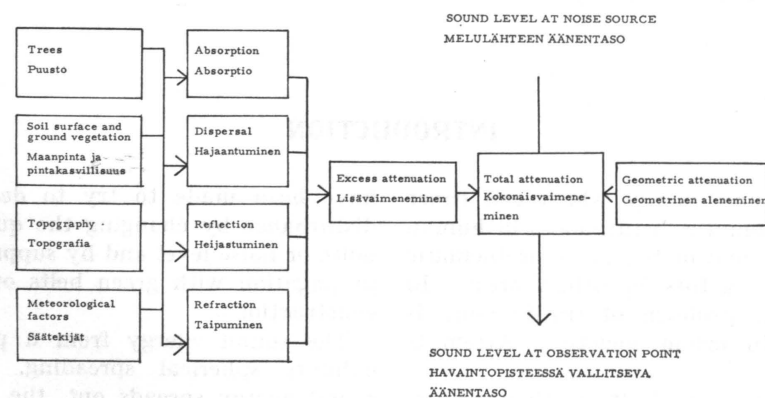 SOUND LEVEL AT NOISE SOURCE
MELULÄHTEEN ÄÄNENTASO
Trees
Puusto
Absorption
Absorptio
Soil surface and
ground vegetation
Maanpinta ja
pintakasvillisuus
Dispersal
Hajaantuminen
Excess attenuation
Lisävaimeneminen
Total attenuation
Kokonaisvaimene-
minen
Geometric attenuation
Geometrinen aleneminen
Topography
Topografia
Reflection
Heijastuminen
Meteorological
factors
Säätekijät
Refraction
Taipuminen
SOUND LEVEL AT OBSERVATION POINT
HAVAINTOPISTEESSÄ VALLITSEVA
ÄÄNENTASO